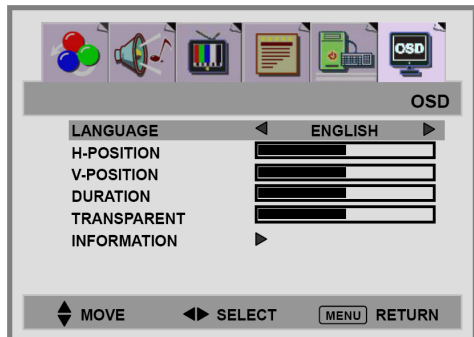 OSD
OSD
LANGUAGE ENGLISH
H-POSITION
V-POSITION
DURATION
TRANSPARENT
INFORMATION
MOVE SELECT MENU RETURN